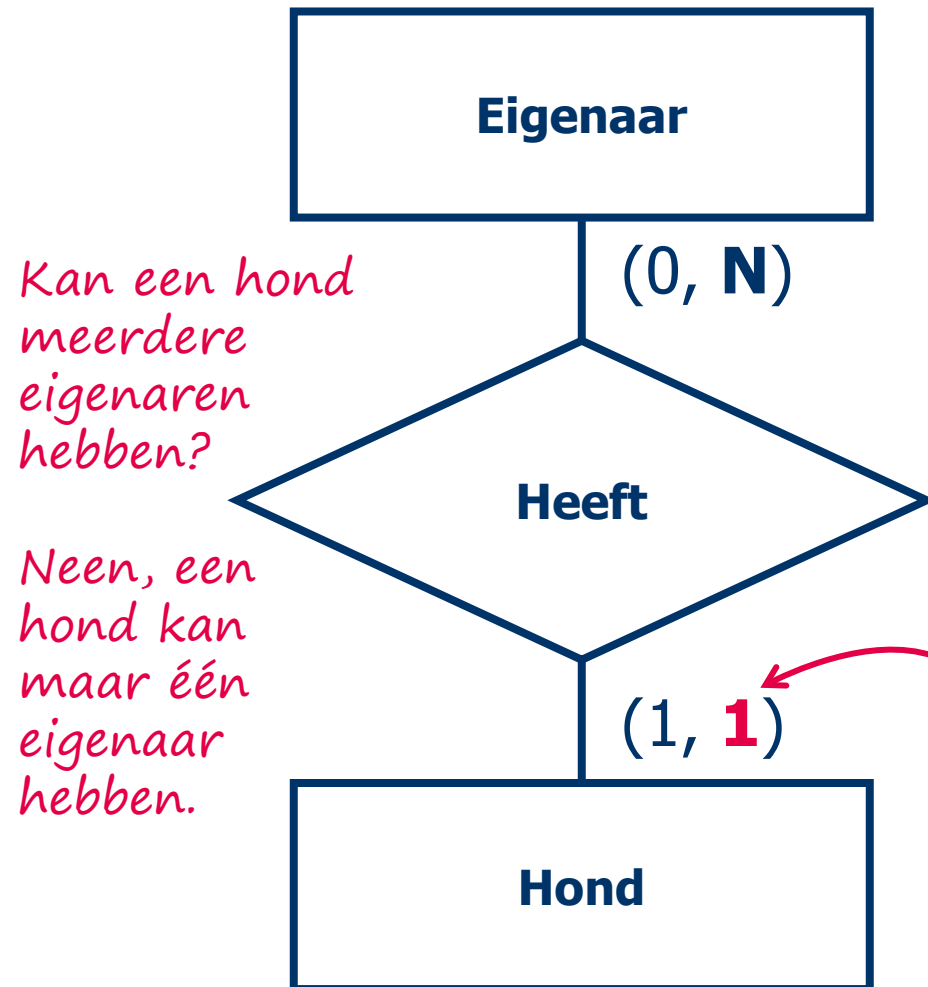 Eigenaar
(0, N)
Kan een hond
meerdere
eigenaren
hebben?
Heeft
Neen, een
hond kan
maar één
eigenaar
hebben.
(1, 1)
Hond